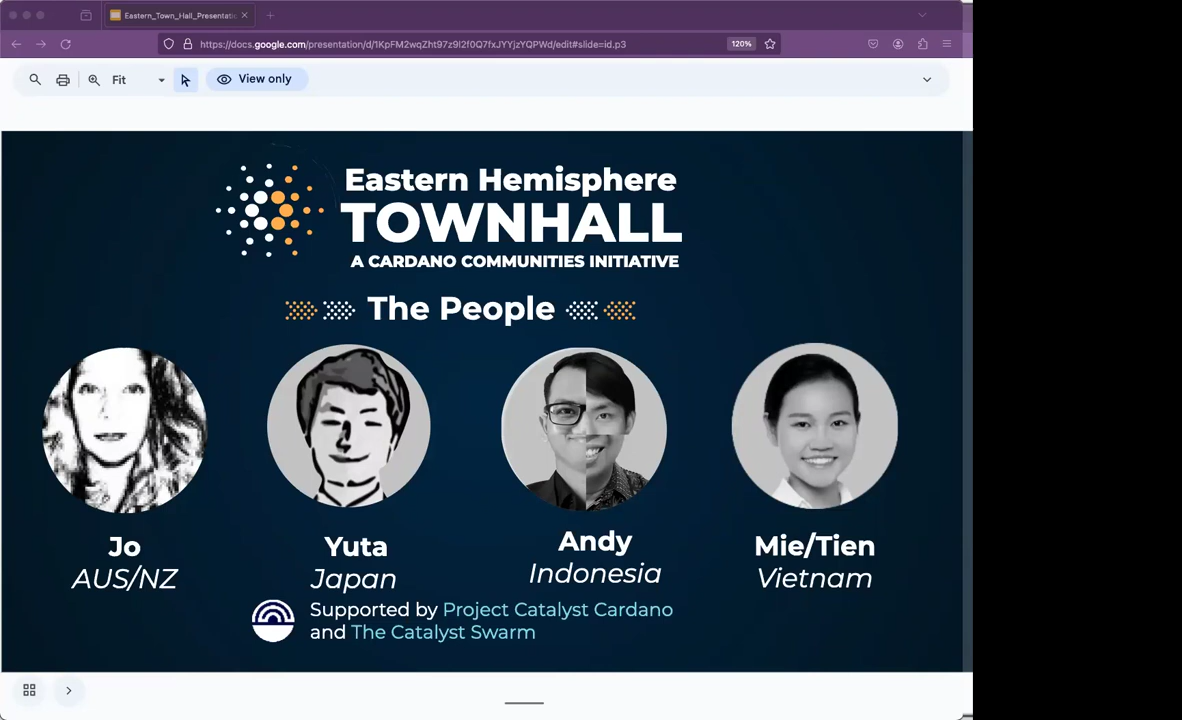 Eastern_Town_Hall_Presentatio
https://docs.google.com/presentation/d/1KpFM2wqZht97z9I2f0Q7fxJYYjzYQPWd/edit#slide=id.p3
120%
Fit
View only
Eastern Hemisphere
TOWNHALL
A CARDANO COMMUNITIES INITIATIVE
The People
Jo
AUS/NZ
Yuta
Japan
Andy
Indonesia
Mie/Tien
Vietnam
Supported by Project Catalyst Cardano
and The Catalyst Swarm